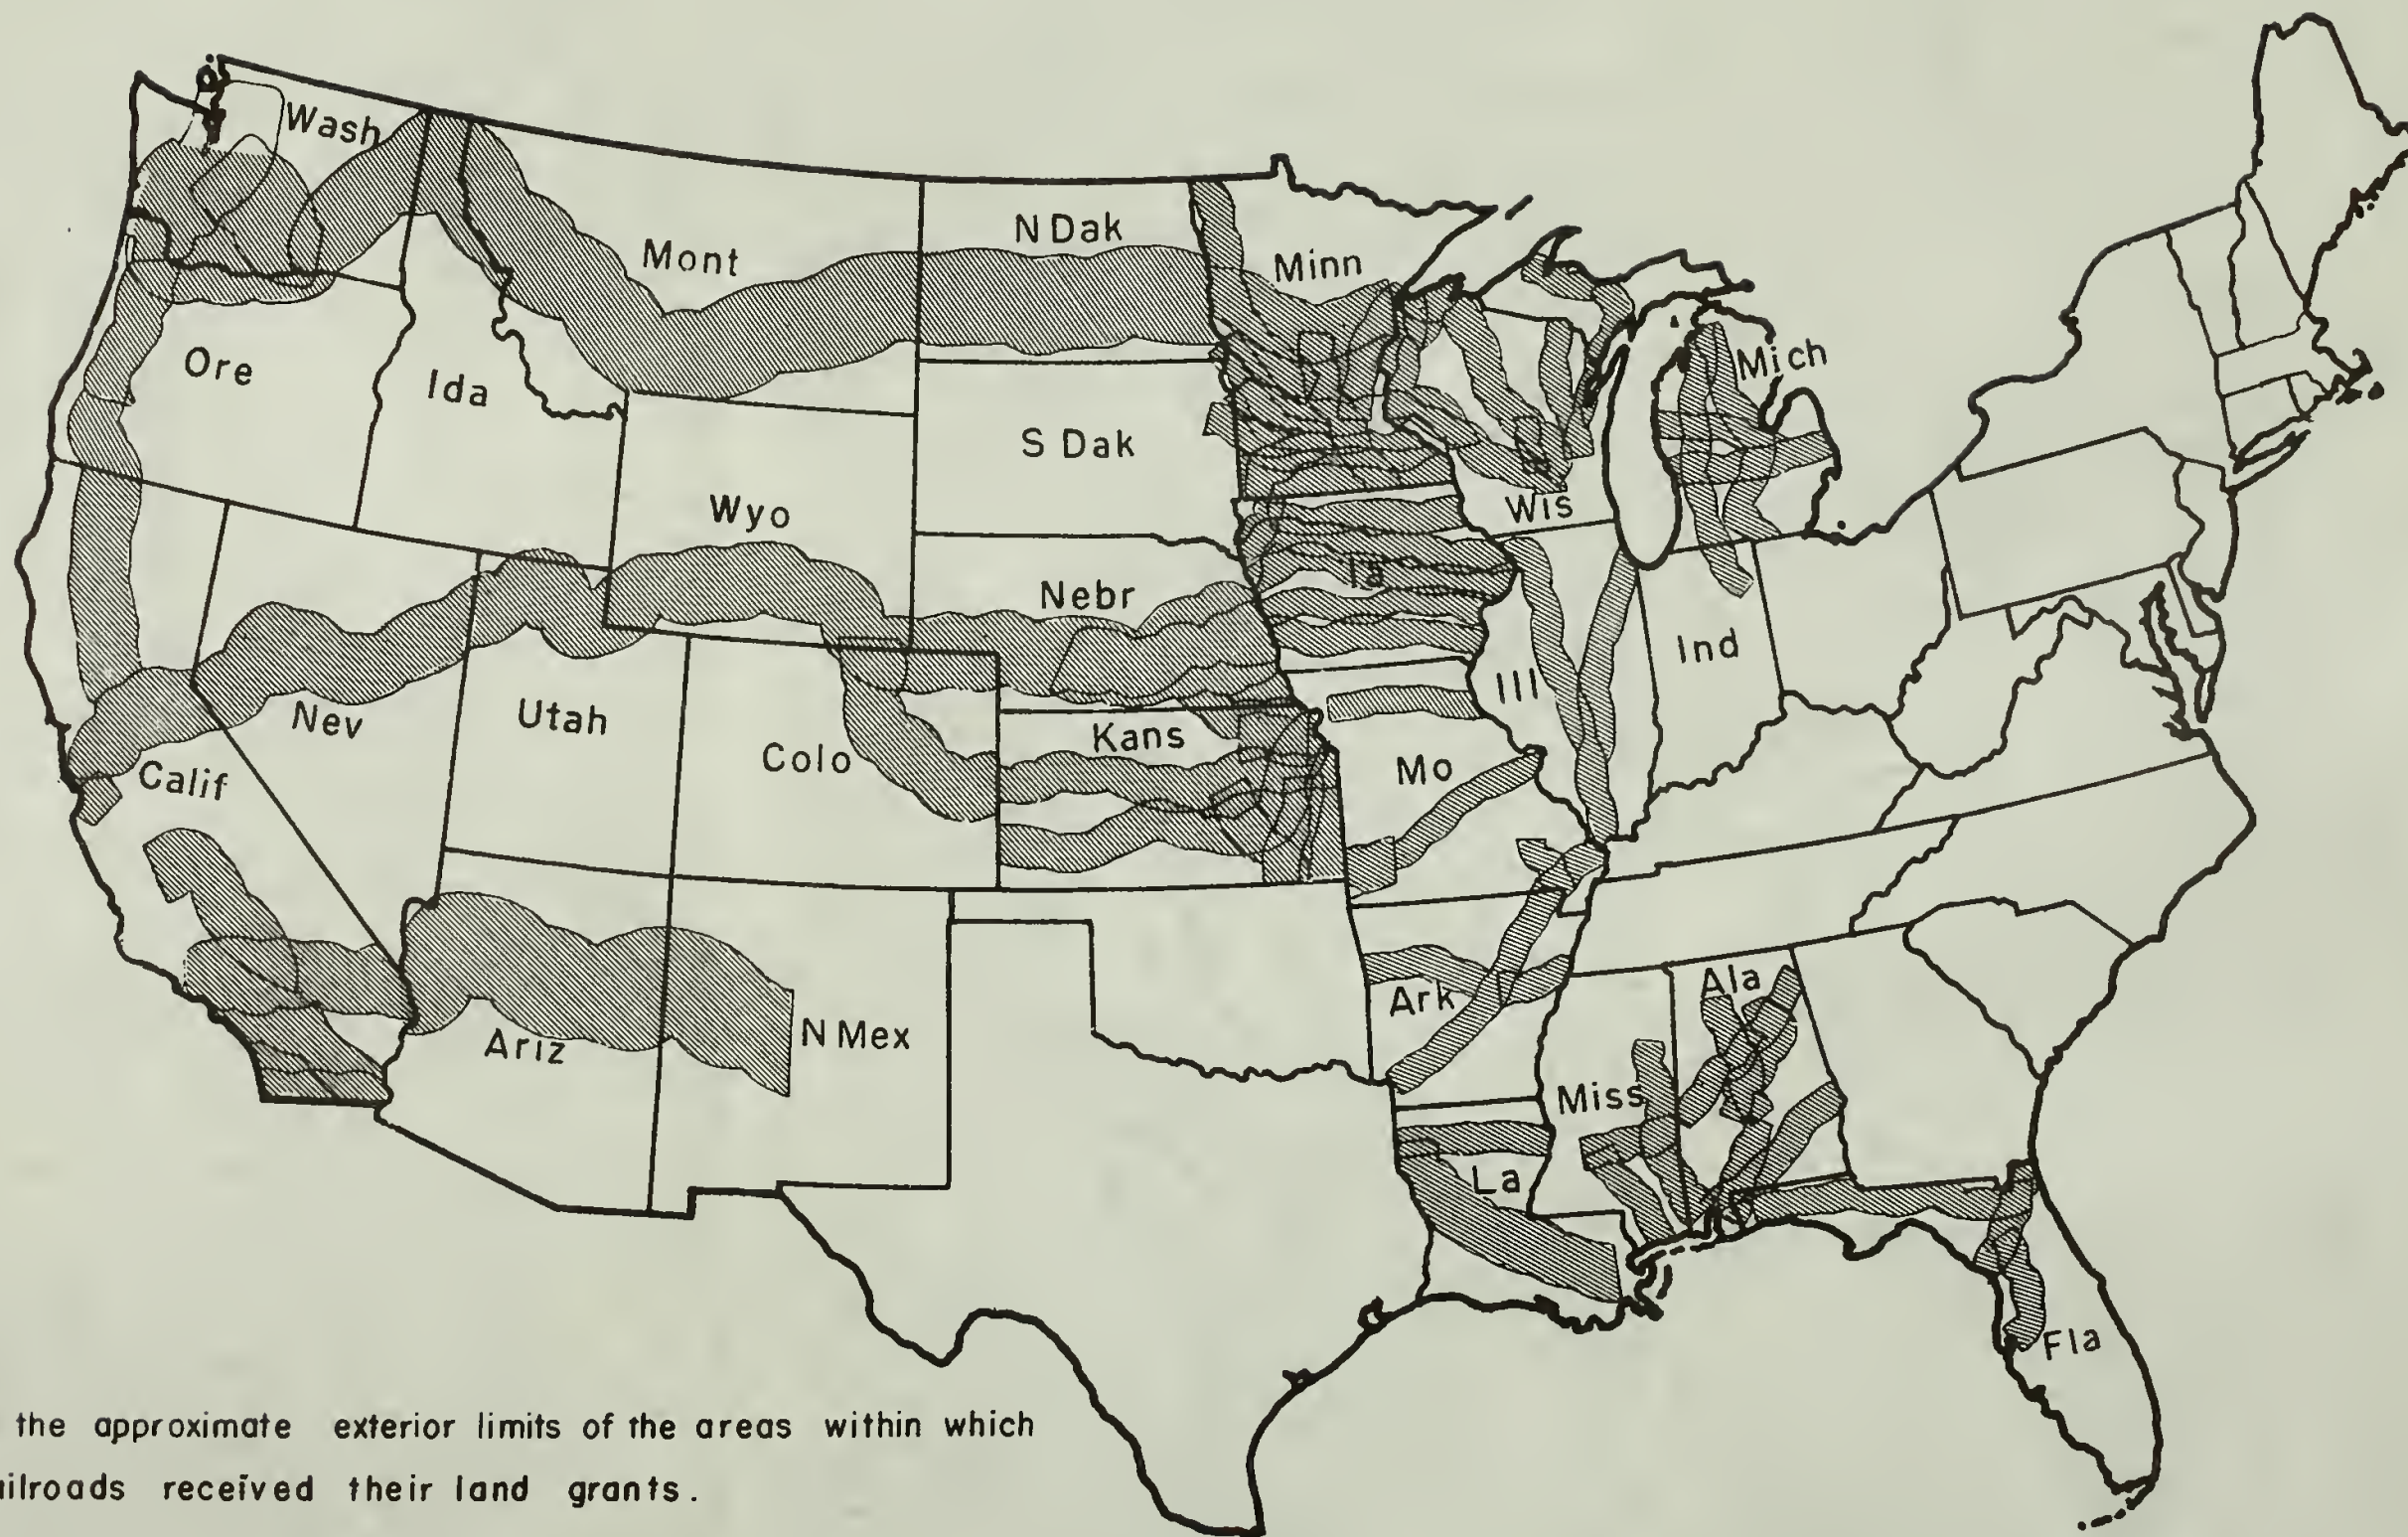 Wash
Mont
N Dak
Minn
Ore
Ida
S Dak
Mich
Wyo
Wis
Nebr
Ia
Ind
Ill
Nev
Utah
Colo
Kans
Mo
Calif
Ariz
N Mex
Ark
Ala
Miss
La
Fla
the approximate exterior limits of the areas within which
railroads received their land grants.